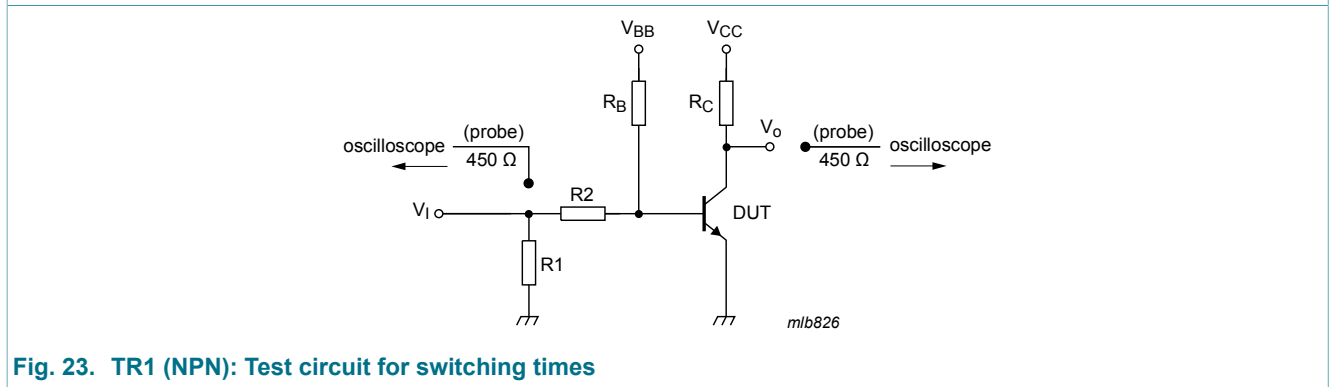 VBB VCC
RB RC
Vo
(probe) (probe)
oscilloscope 450 Ω 450 Ω oscilloscope
R2
VI DUT
R1
mlb826
Fig. 23. TR1 (NPN): Test circuit for switching times